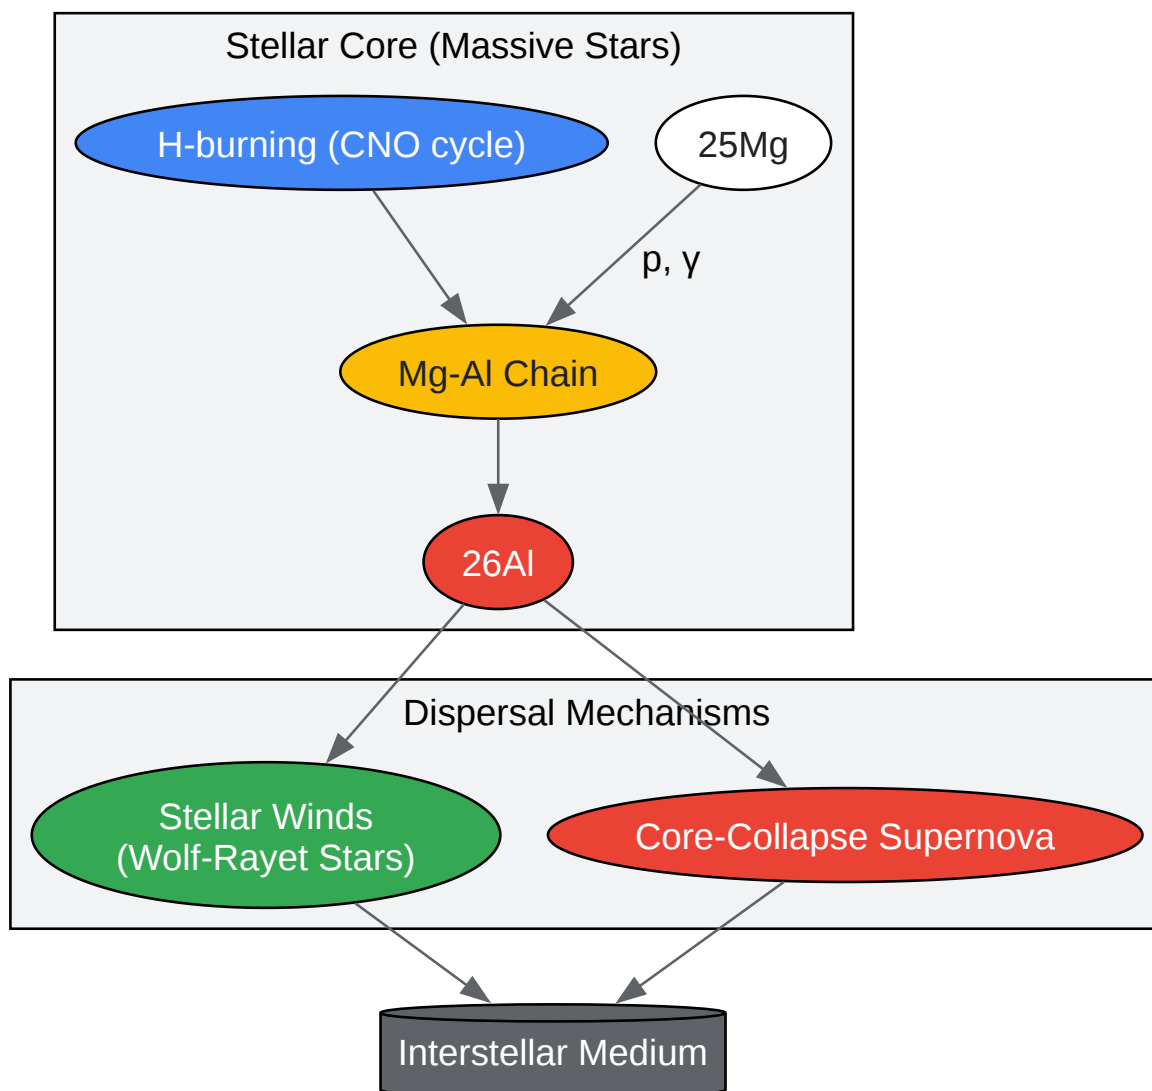 Stellar Core (Massive Stars)
H-burning (CNO cycle)
25Mg
p, γ
Mg-Al Chain
26Al
Dispersal Mechanisms
Stellar Winds
(Wolf-Rayet Stars)
Core-Collapse Supernova
Interstellar Medium